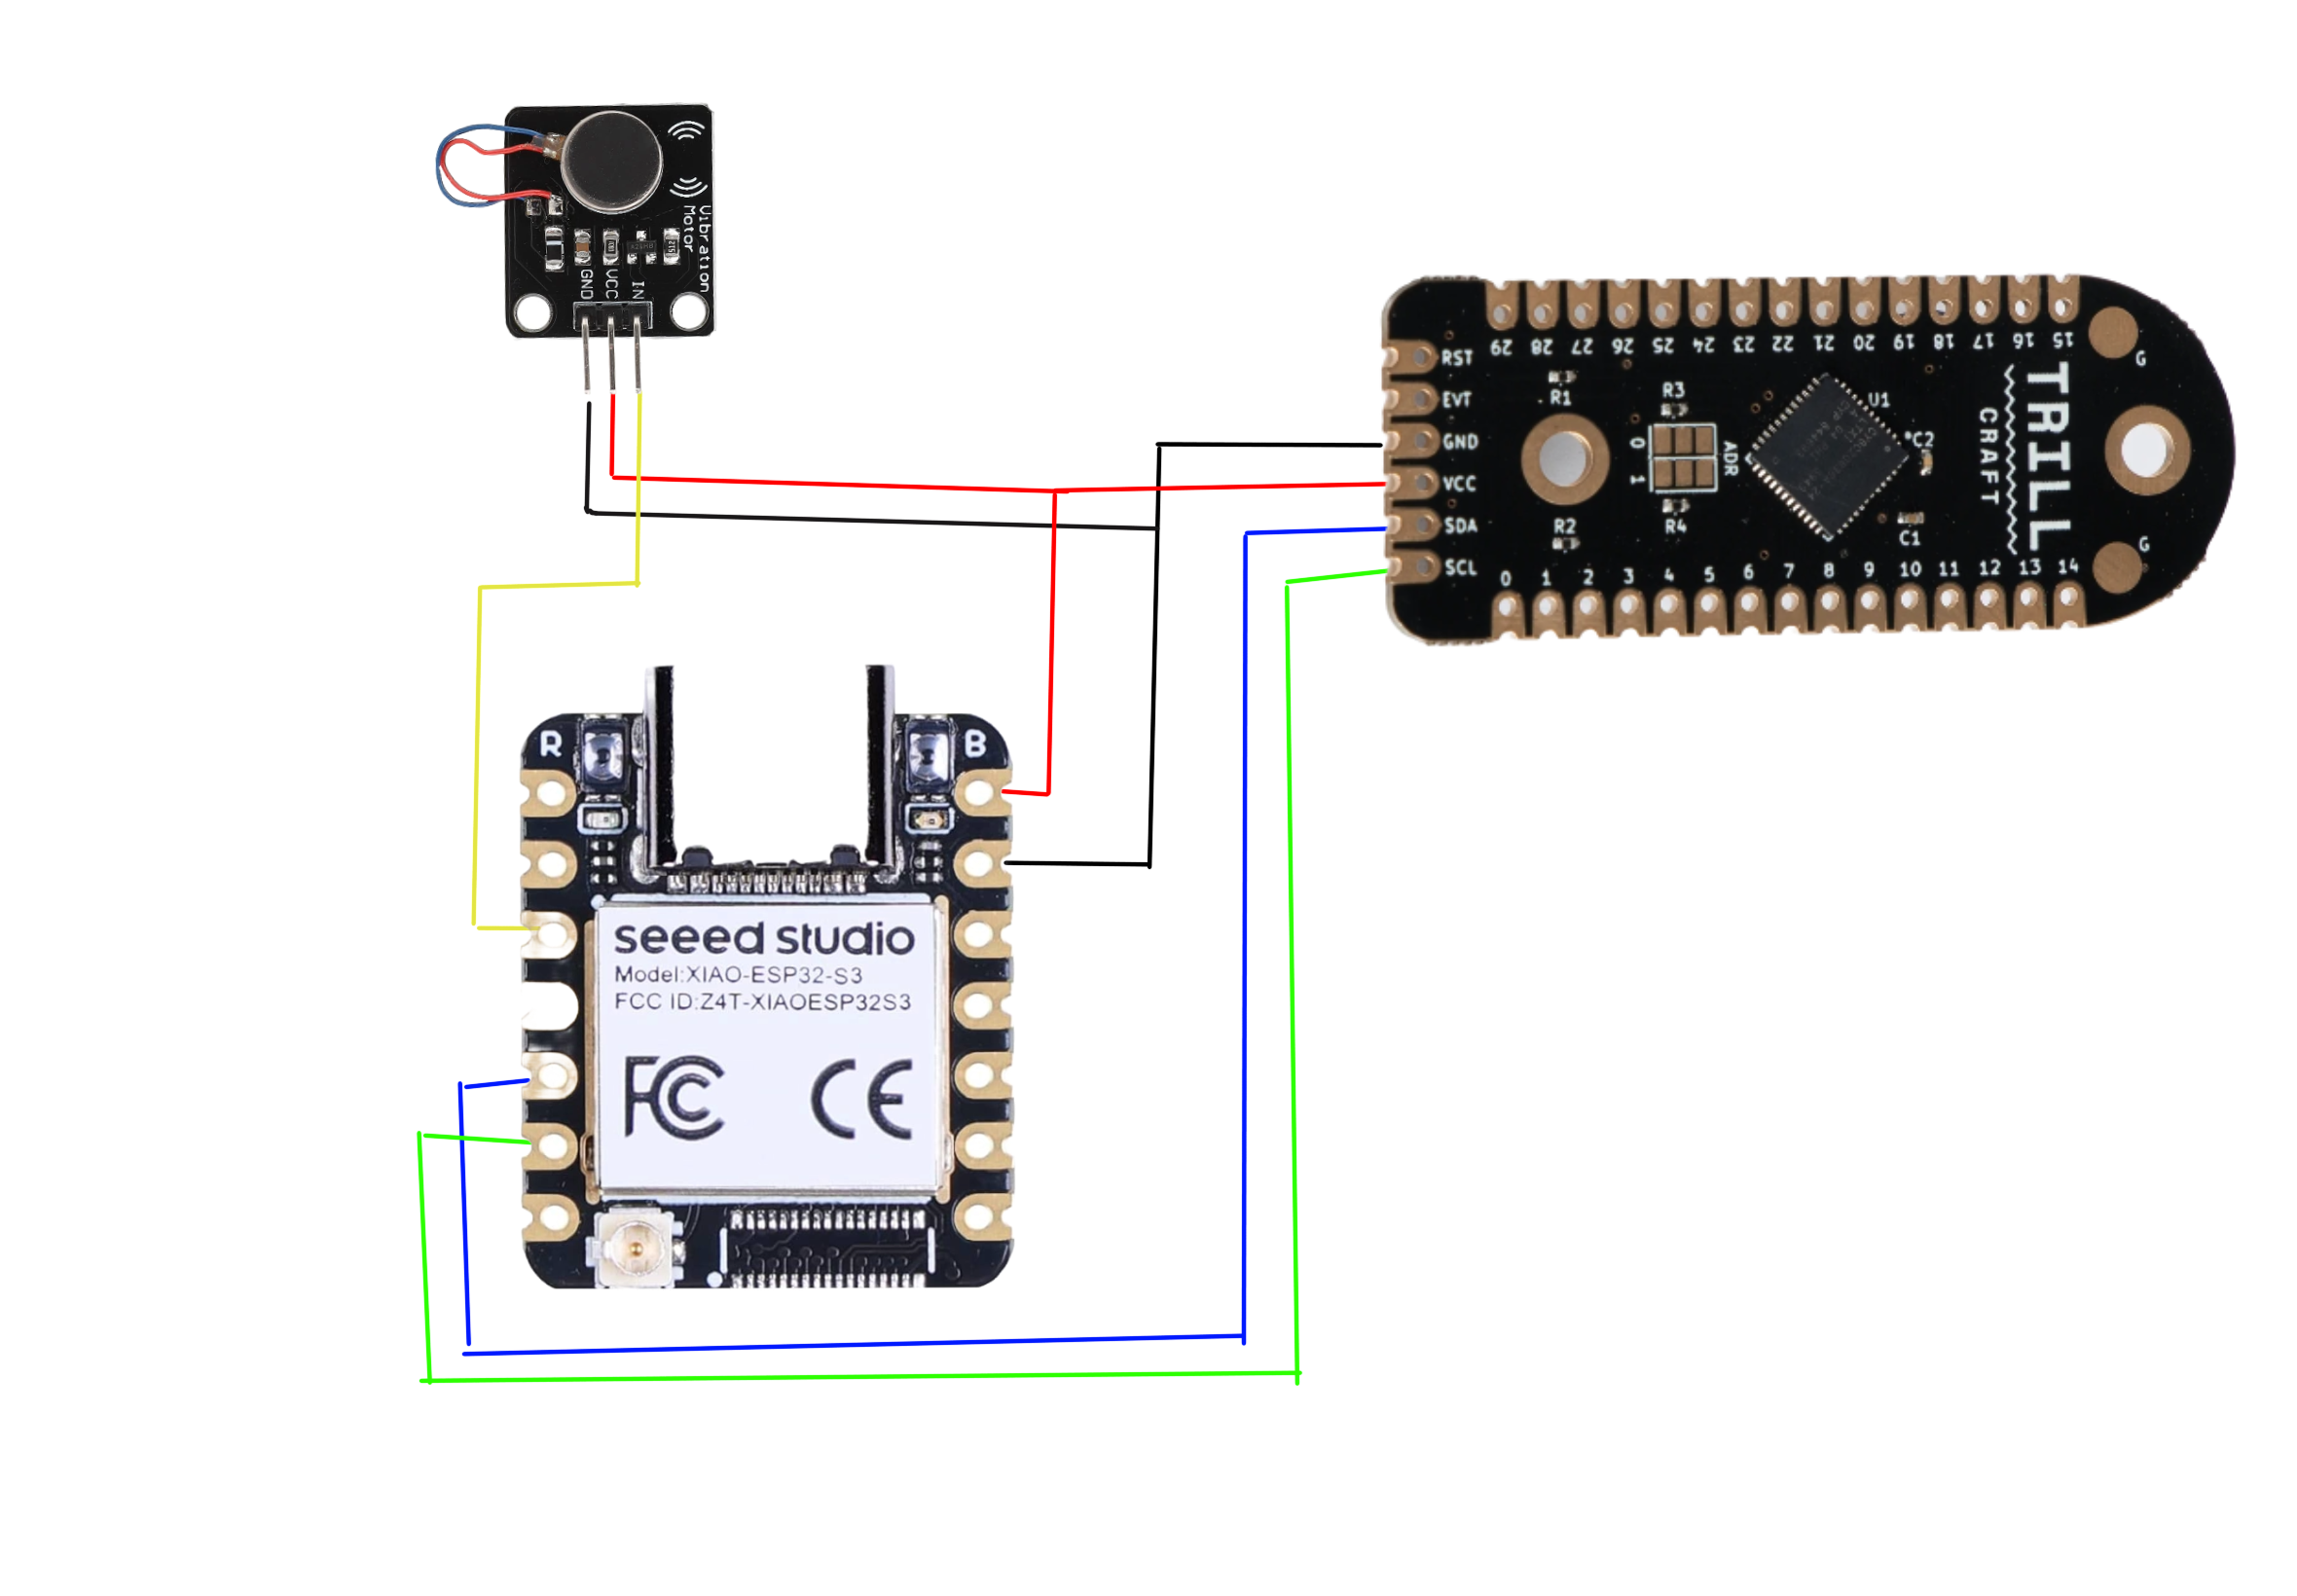 Vibration
Motor
GND
VCC
IN
RST
EVT
GND
VCC
SDA
SCL
29 28 27 26 25 24 23 22 21 20 19 18 17 16 15
R1
R3
R2
R4
0
1
ADR
U1
C2
C1
TRILL
CRAFT
G
G
0 1 2 3 4 5 6 7 8 9 10 11 12 13 14
R
B
seeed studio
Model:XIAO-ESP32-S3
FCC ID:Z4T-XIAOESP32S3
FC CE